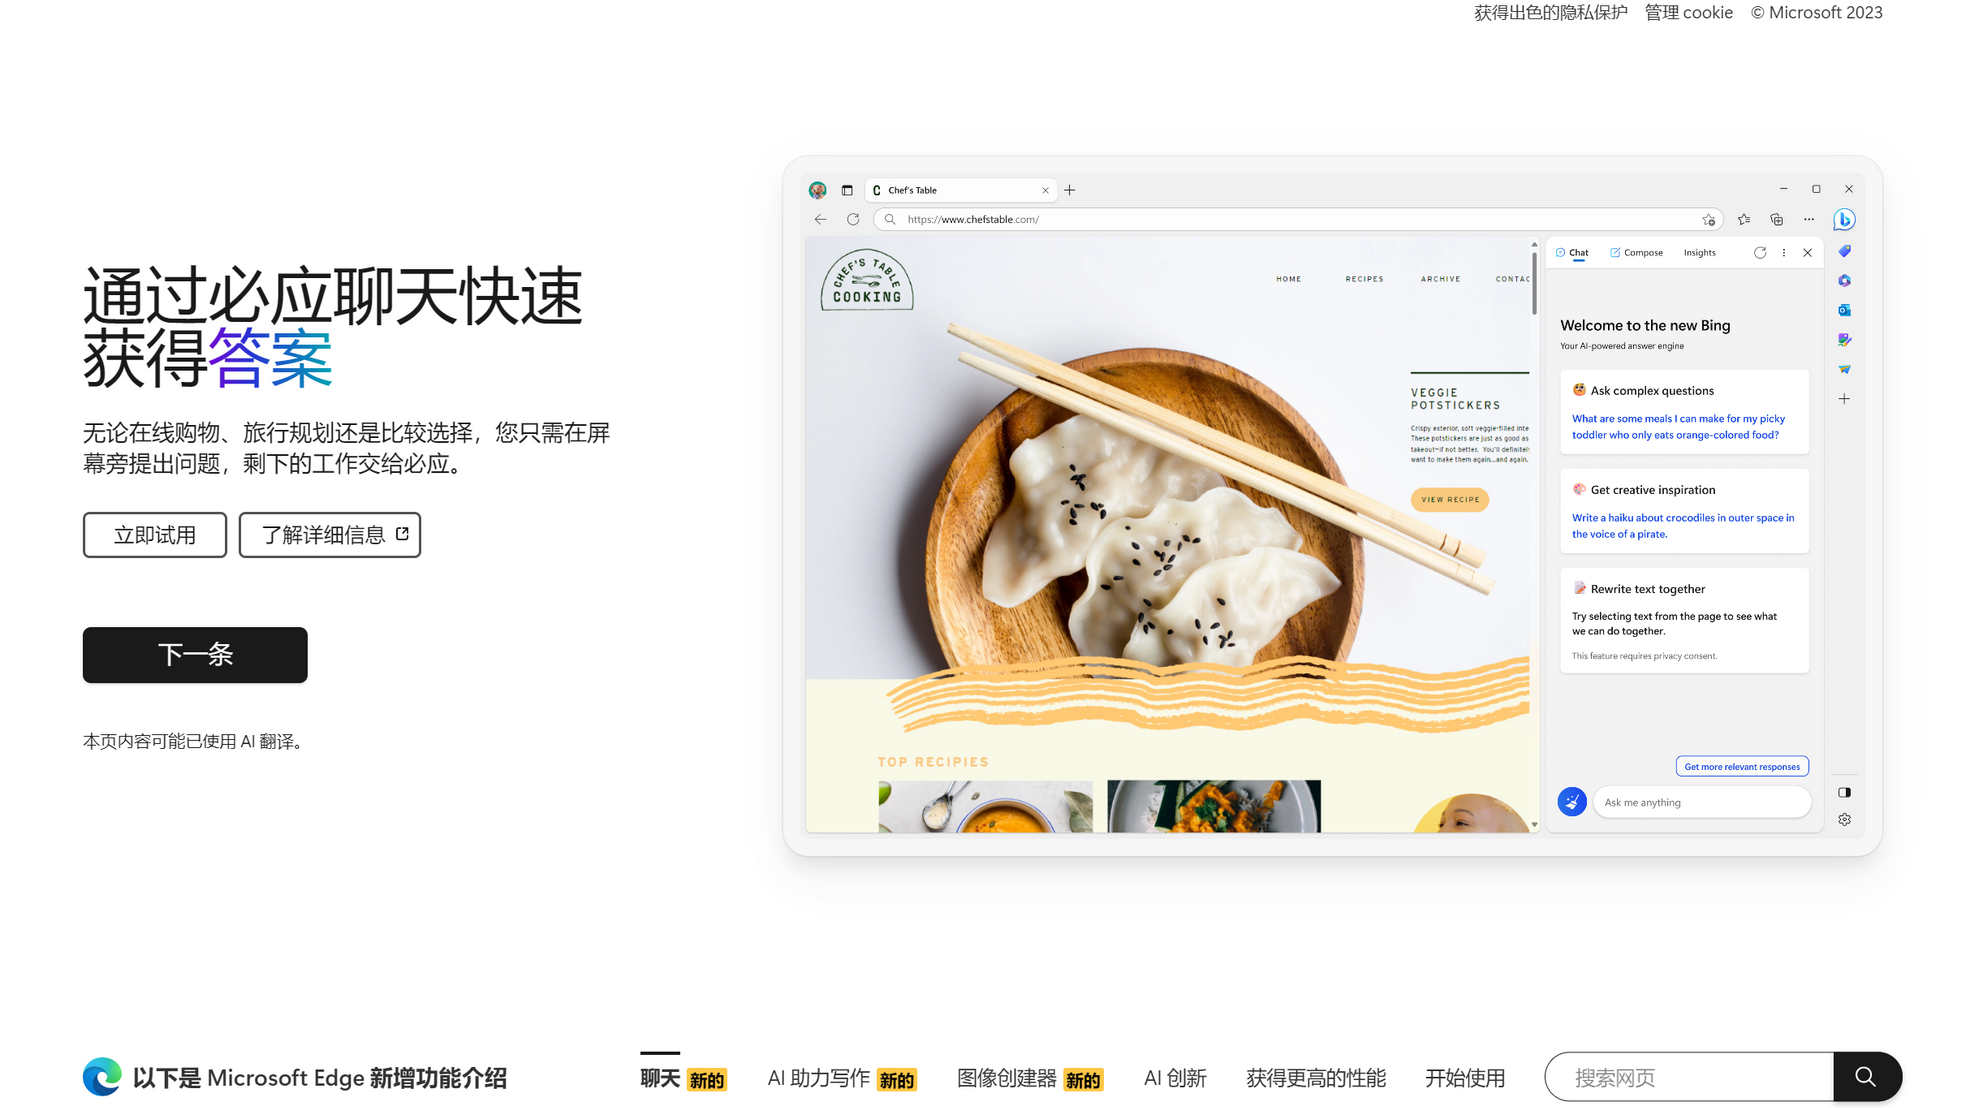 获得出色的隐私保护 管理 cookie © Microsoft 2023
通过必应聊天快速
获得答案
无论在线购物、旅行规划还是比较选择，您只需在屏
幕旁提出问题，剩下的工作交给必应。
立即试用 了解详细信息
下一条
本页内容可能已使用 AI 翻译。
Chef's Table
https://www.chefstable.com/
CHEF'S TABLE
COOKING
HOME RECIPES ARCHIVE CONTAC
VEGGIE
POTSTICKERS
Crispy exterior, soft veggie-filled inte
These potstickers are just as good as
takeout—if not better. You'll definitely
want to make them again...and again.
VIEW RECIPE
TOP RECIPIES
Chat Compose Insights
Welcome to the new Bing
Your AI-powered answer engine
Ask complex questions
What are some meals I can make for my picky
toddler who only eats orange-colored food?
Get creative inspiration
Write a haiku about crocodiles in outer space in
the voice of a pirate.
Rewrite text together
Try selecting text from the page to see what
we can do together.
This feature requires privacy consent.
Get more relevant responses
Ask me anything
以下是 Microsoft Edge 新增功能介绍
聊天 新的 AI 助力写作 新的 图像创建器 新的 AI 创新 获得更高的性能 开始使用 搜索网页